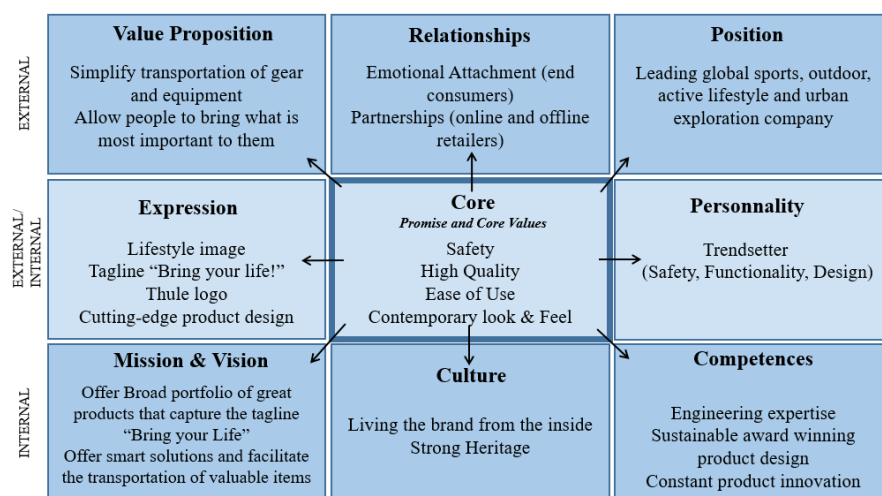 EXTERNAL
Value Proposition
Simplify transportation of gear
and equipment
Allow people to bring what is
most important to them
Relationships
Emotional Attachment (end
consumers)
Partnerships (online and offline
retailers)
Position
Leading global sports, outdoor,
active lifestyle and urban
exploration company
EXTERNAL/
INTERNAL
Expression
Lifestyle image
Tagline “Bring your life!”
Thule logo
Cutting-edge product design
Core
Promise and Core Values
Safety
High Quality
Ease of Use
Contemporary look & Feel
Personnality
Trendsetter
(Safety, Functionality, Design)
INTERNAL
Mission & Vision
Offer Broad portfolio of great
products that capture the tagline
“Bring your Life”
Offer smart solutions and facilitate
the transportation of valuable items
Culture
Living the brand from the inside
Strong Heritage
Competences
Engineering expertise
Sustainable award winning
product design
Constant product innovation